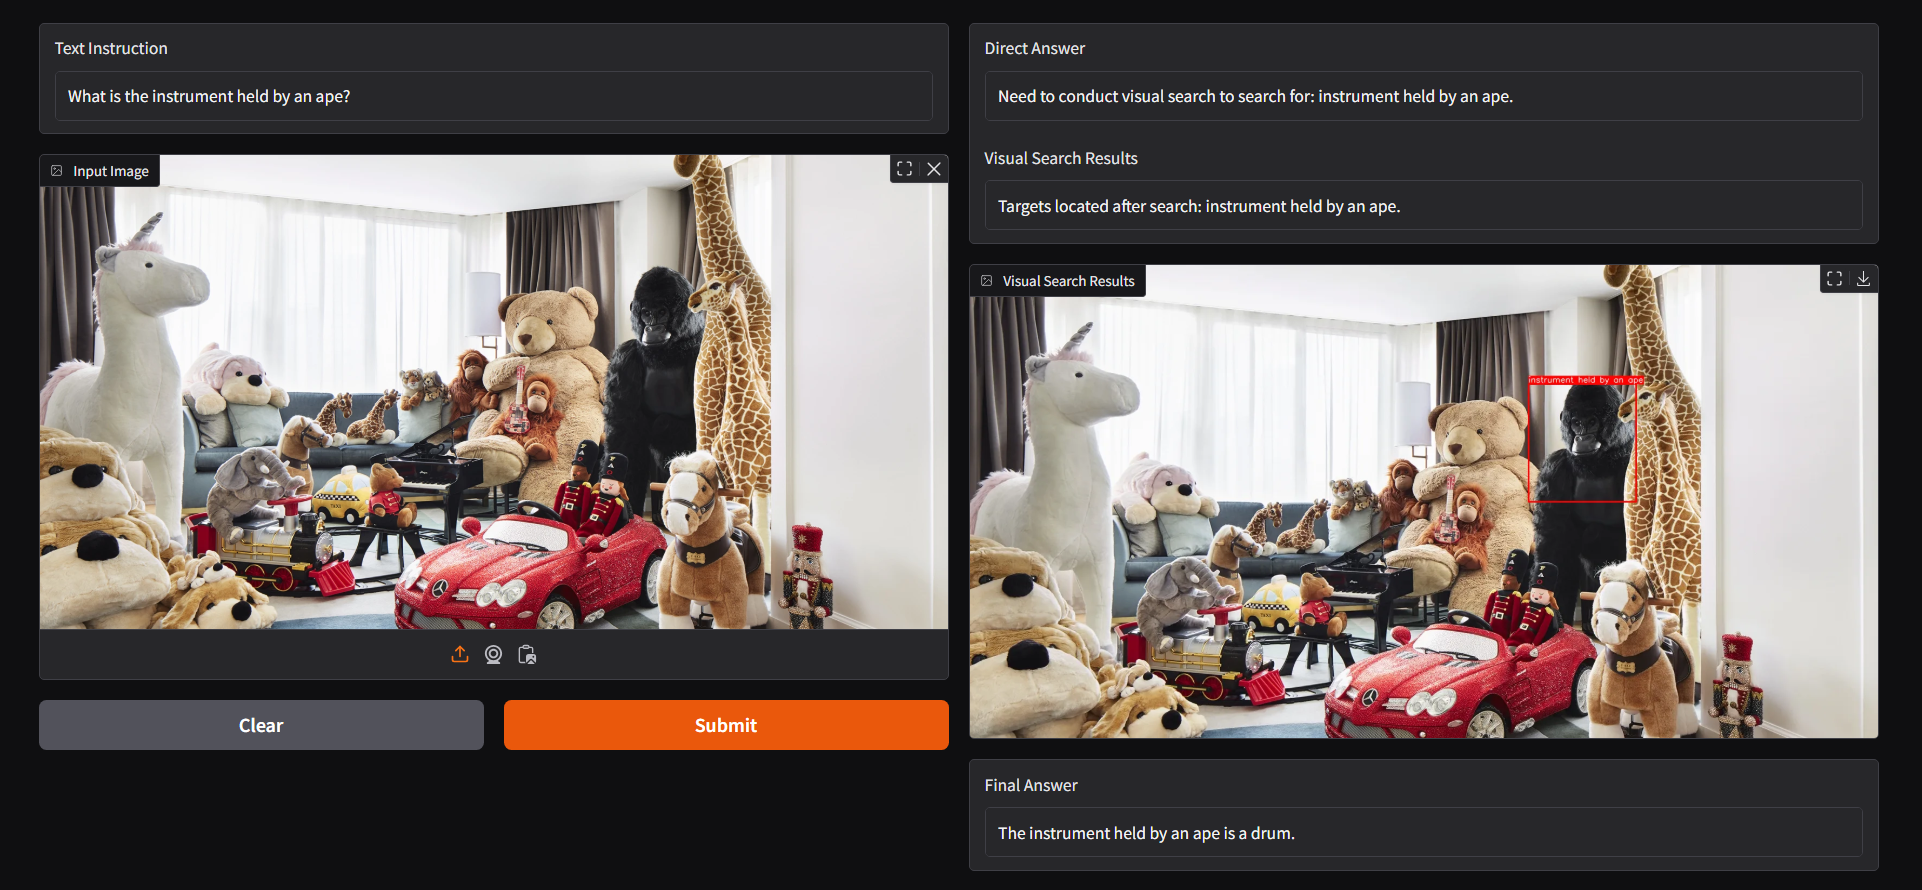 Text Instruction
What is the instrument held by an ape?
Input Image
TAXI
Clear
Submit
Direct Answer
Need to conduct visual search to search for: instrument held by an ape.
Visual Search Results
Targets located after search: instrument held by an ape.
Visual Search Results
instrument held by an ape
TAXI
Final Answer
The instrument held by an ape is a drum.